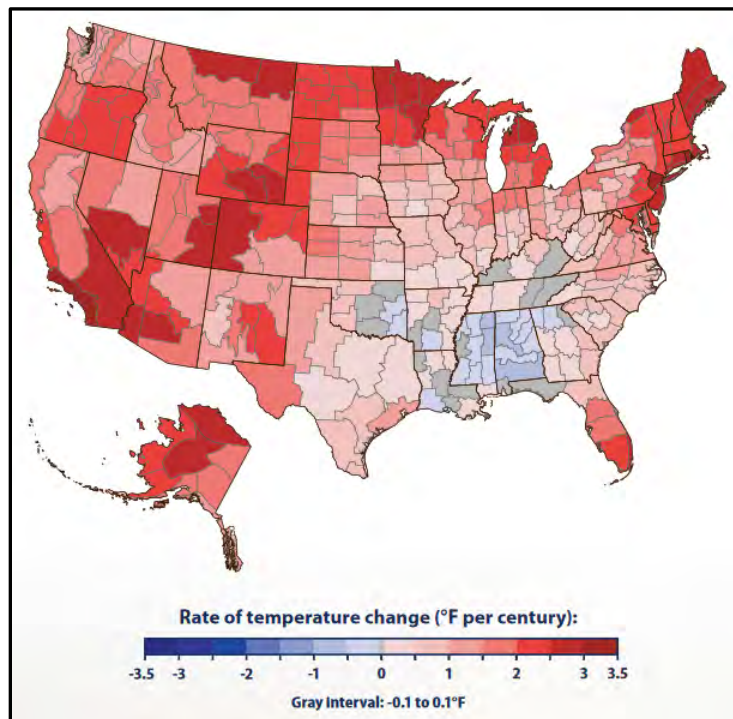 Rate of temperature change (°F per century):
-3.5 -3 -2 -1 0 1 2 3 3.5
Gray Interval: -0.1 to 0.1°F